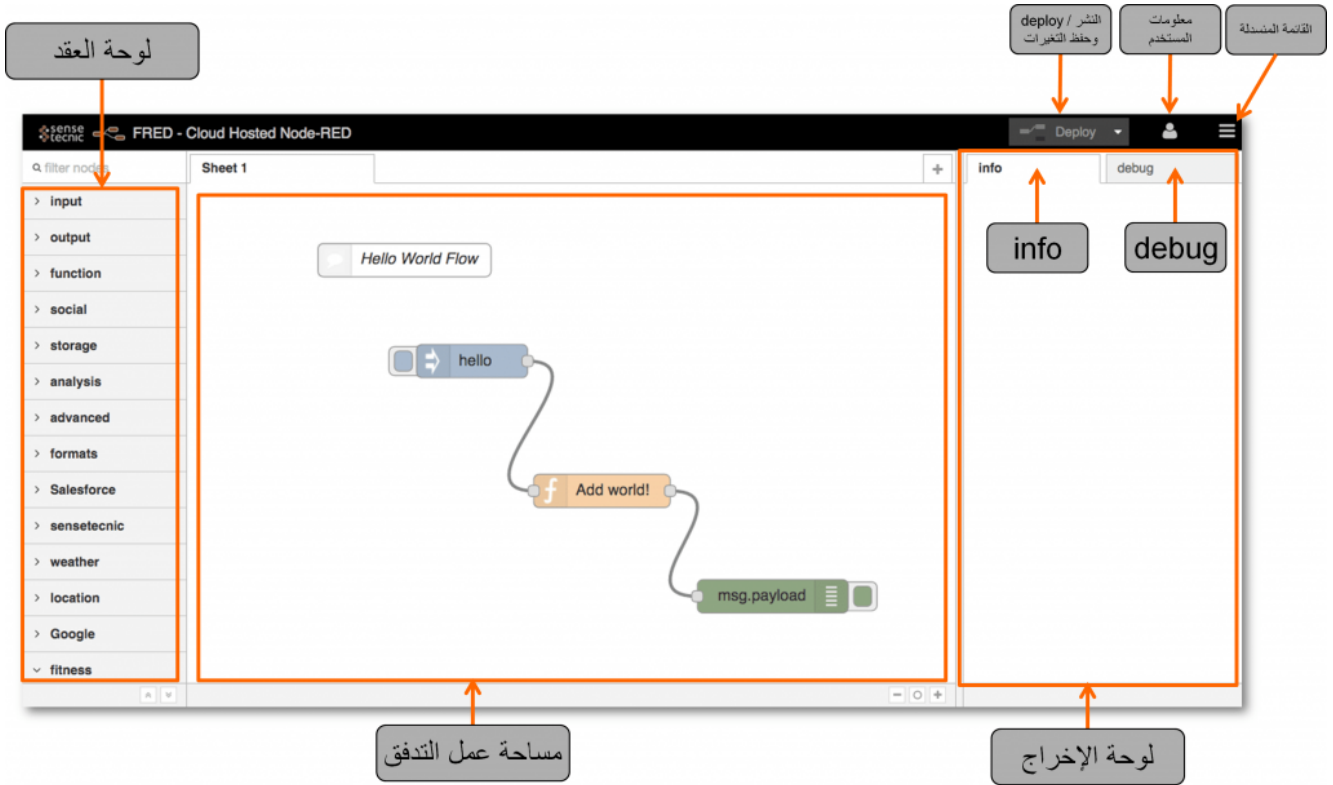 لوحة العقد
النشر / deploy
وحفظ التغيرات
معلومات
المستخدم
القائمة المنسدلة
sense
tecnic
FRED - Cloud Hosted Node-RED
Deploy
filter nodes
Sheet 1
info
debug
input
output
function
social
storage
analysis
advanced
formats
Salesforce
sensetecnic
weather
location
Google
fitness
Hello World Flow
hello
Add world!
msg.payload
info
debug
مساحة عمل التدفق
لوحة الإخراج